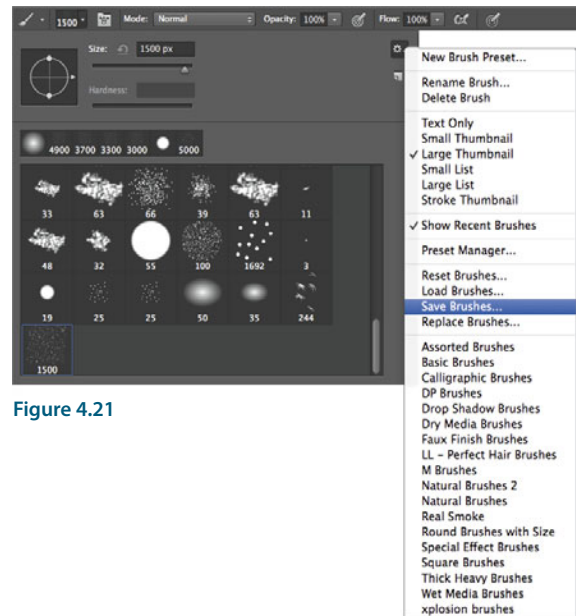 1500 Mode: Normal Opacity: 100% Flow: 100%
Size: 1500 px
Hardness:
4900 3700 3300 3000 5000
33 63 66 39 63 11
48 32 55 100 1692 3
19 25 25 50 35 244
1500
Figure 4.21
New Brush Preset...
Rename Brush...
Delete Brush
Text Only
Small Thumbnail
✓ Large Thumbnail
Small List
Large List
Stroke Thumbnail
✓ Show Recent Brushes
Preset Manager...
Reset Brushes...
Load Brushes...
Save Brushes...
Replace Brushes...
Assorted Brushes
Basic Brushes
Calligraphic Brushes
DP Brushes
Drop Shadow Brushes
Dry Media Brushes
Faux Finish Brushes
LL - Perfect Hair Brushes
M Brushes
Natural Brushes 2
Natural Brushes
Real Smoke
Round Brushes with Size
Special Effect Brushes
Square Brushes
Thick Heavy Brushes
Wet Media Brushes
xplosion brushes